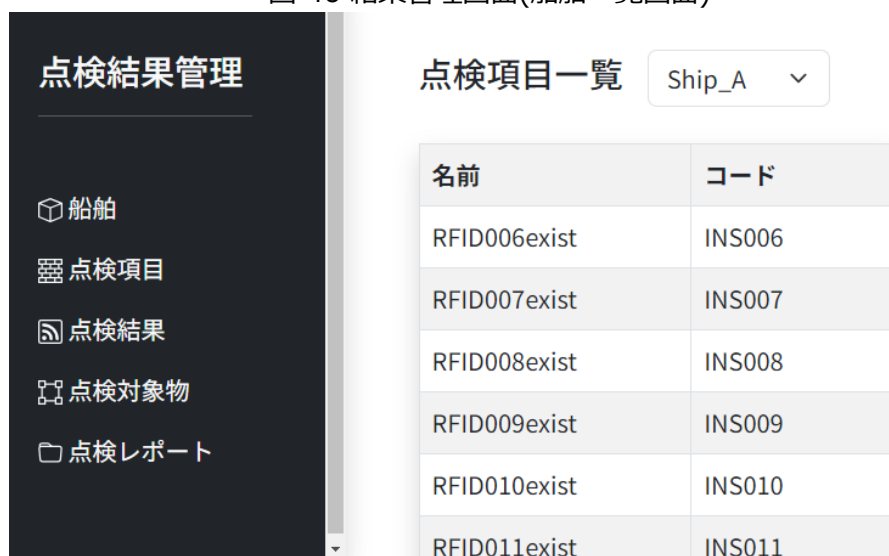 点検結果管理
船舶
点検項目
点検結果
点検対象物
点検レポート
点検項目一覧 Ship_A
名前 コード
RFID006exist INS006
RFID007exist INS007
RFID008exist INS008
RFID009exist INS009
RFID010exist INS010
RFID011exist INS011